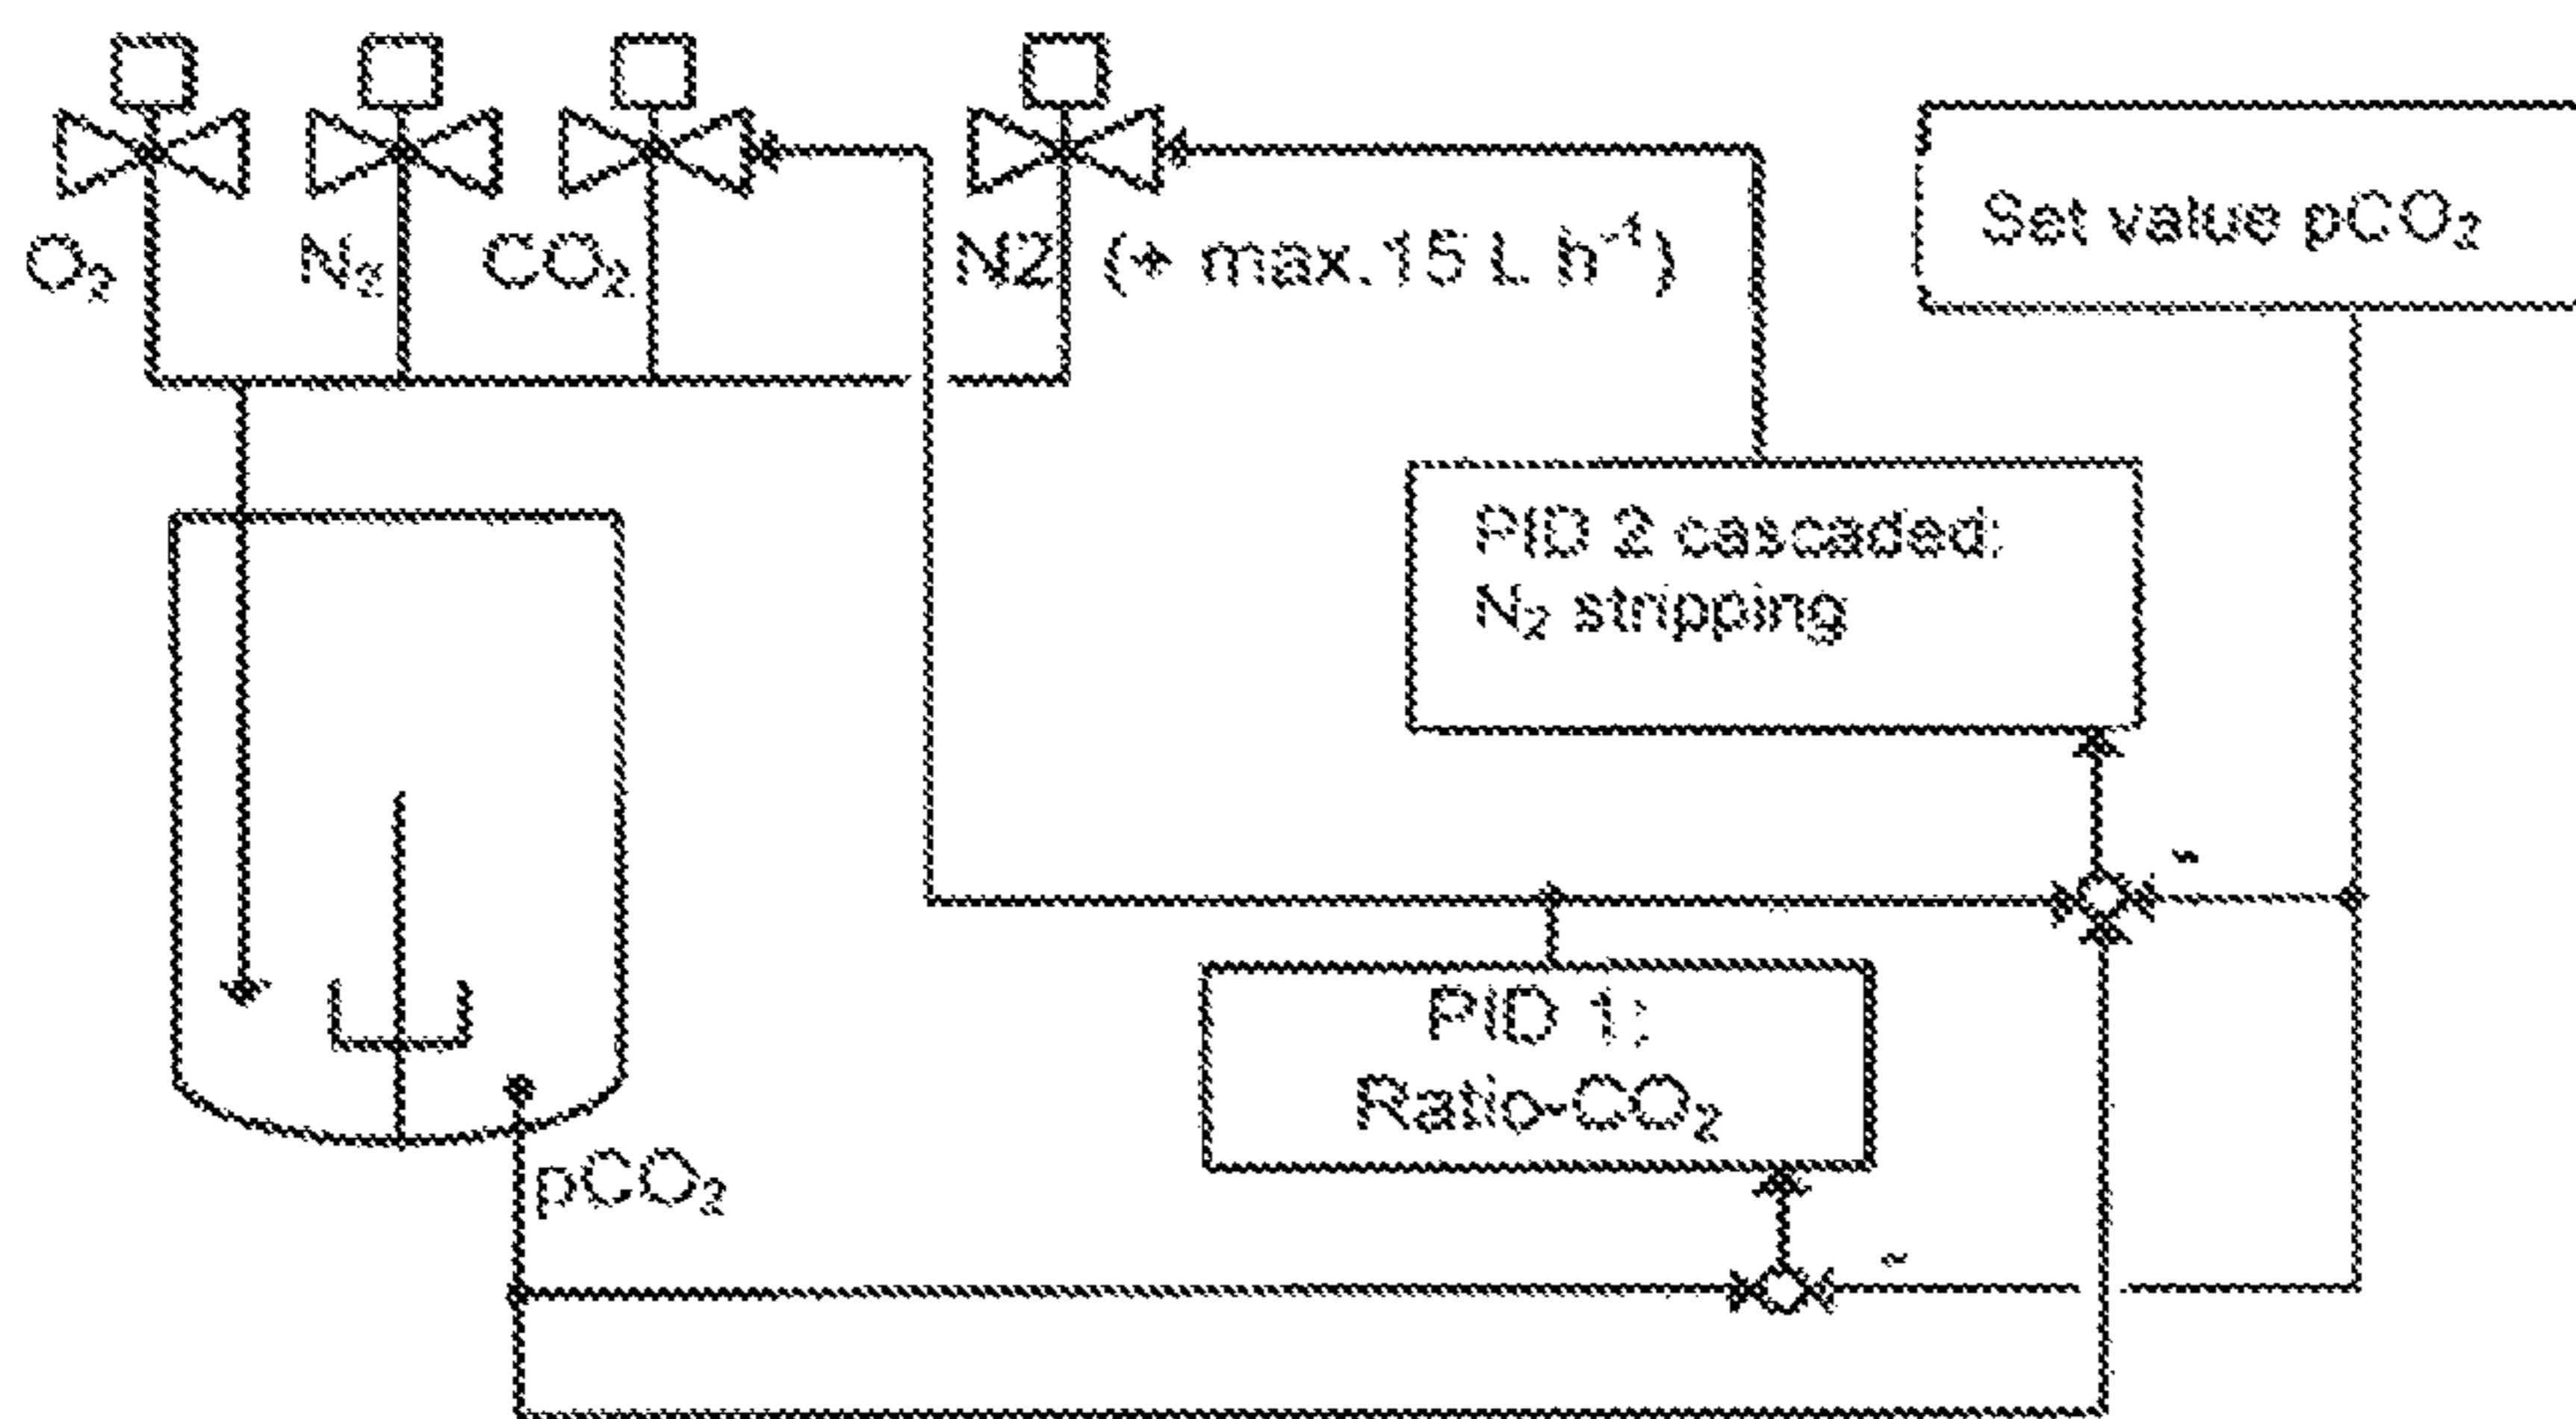 O₂
N₂
CO₂
N2 (+ max.15 L h⁻¹)
Set value pCO₂
PID 2 cascaded:
N₂ stripping
PID 1:
Ratio-CO₂
pCO₂
-
-